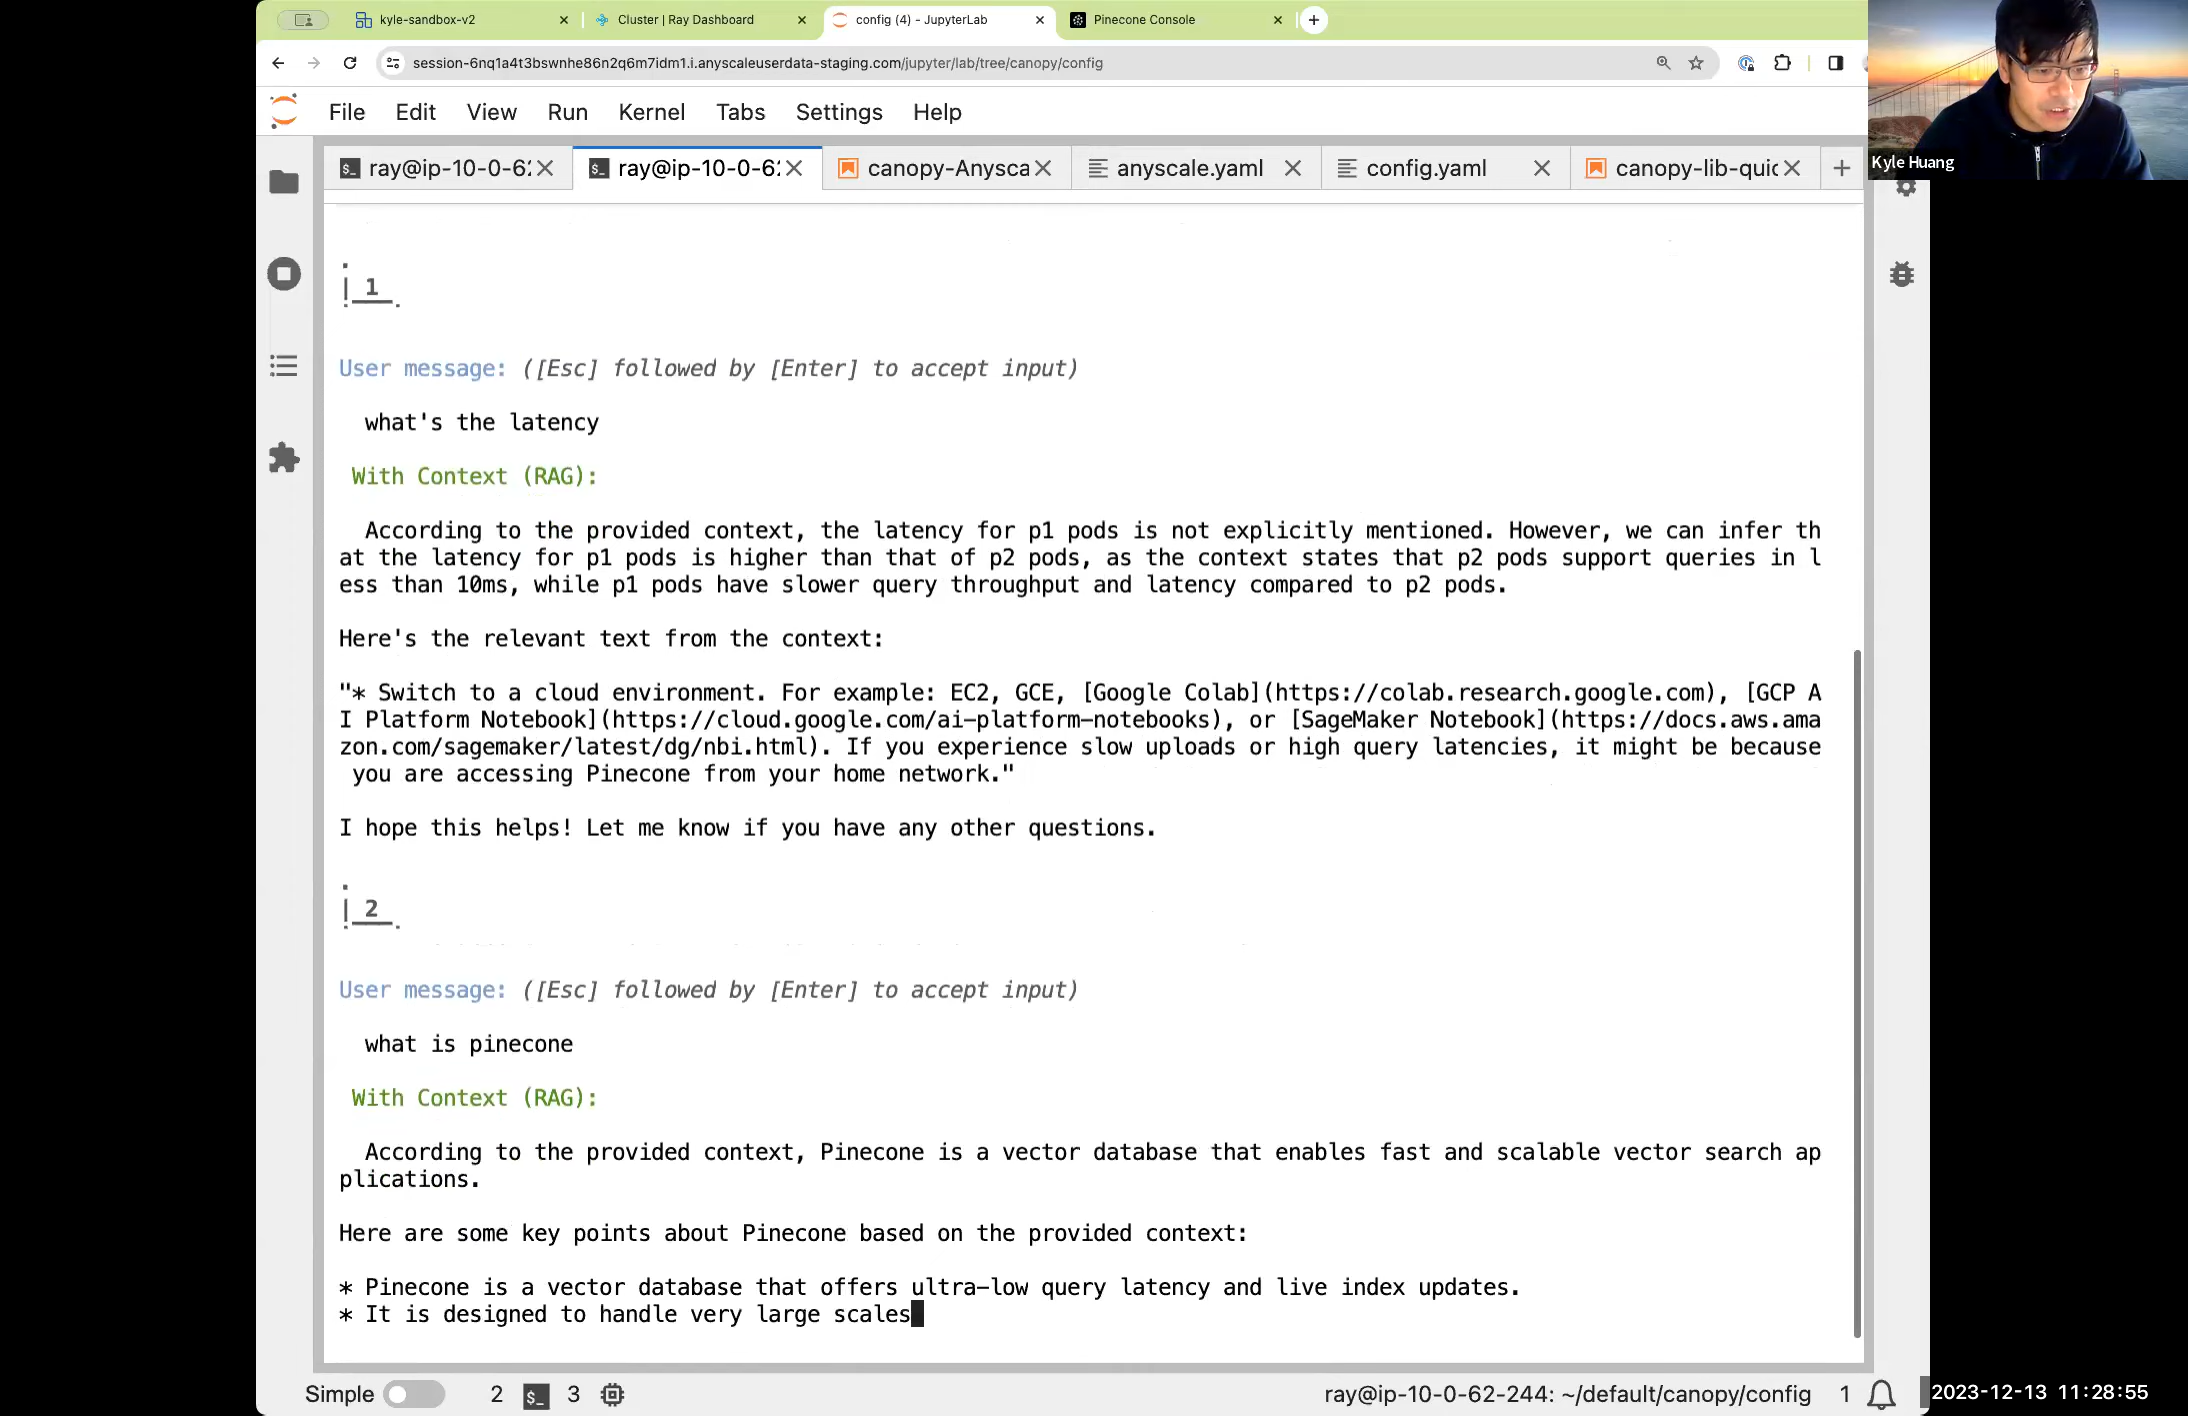 kyle-sandbox-v2
Cluster | Ray Dashboard
config (4) - JupyterLab
Pinecone Console
session-6nq1a4t3bswnhe86n2q6m7idm1.i.anyscaleuserdata-staging.com/jupyter/lab/tree/canopy/config
File Edit View Run Kernel Tabs Settings Help
Kyle Huang
ray@ip-10-0-62
ray@ip-10-0-62
canopy-Anysca
anyscale.yaml
config.yaml
canopy-lib-quic
1
User message: ([Esc] followed by [Enter] to accept input)
what's the latency
With Context (RAG):
According to the provided context, the latency for p1 pods is not explicitly mentioned. However, we can infer th
at the latency for p1 pods is higher than that of p2 pods, as the context states that p2 pods support queries in l
ess than 10ms, while p1 pods have slower query throughput and latency compared to p2 pods.
Here's the relevant text from the context:
"* Switch to a cloud environment. For example: EC2, GCE, [Google Colab](https://colab.research.google.com), [GCP A
I Platform Notebook](https://cloud.google.com/ai-platform-notebooks), or [SageMaker Notebook](https://docs.aws.ama
zon.com/sagemaker/latest/dg/nbi.html). If you experience slow uploads or high query latencies, it might be because
you are accessing Pinecone from your home network."
I hope this helps! Let me know if you have any other questions.
2
User message: ([Esc] followed by [Enter] to accept input)
what is pinecone
With Context (RAG):
According to the provided context, Pinecone is a vector database that enables fast and scalable vector search ap
plications.
Here are some key points about Pinecone based on the provided context:
* Pinecone is a vector database that offers ultra-low query latency and live index updates.
* It is designed to handle very large scales
Simple 2 $_ 3 ray@ip-10-0-62-244: ~/default/canopy/config 1
2023-12-13 11:28:55